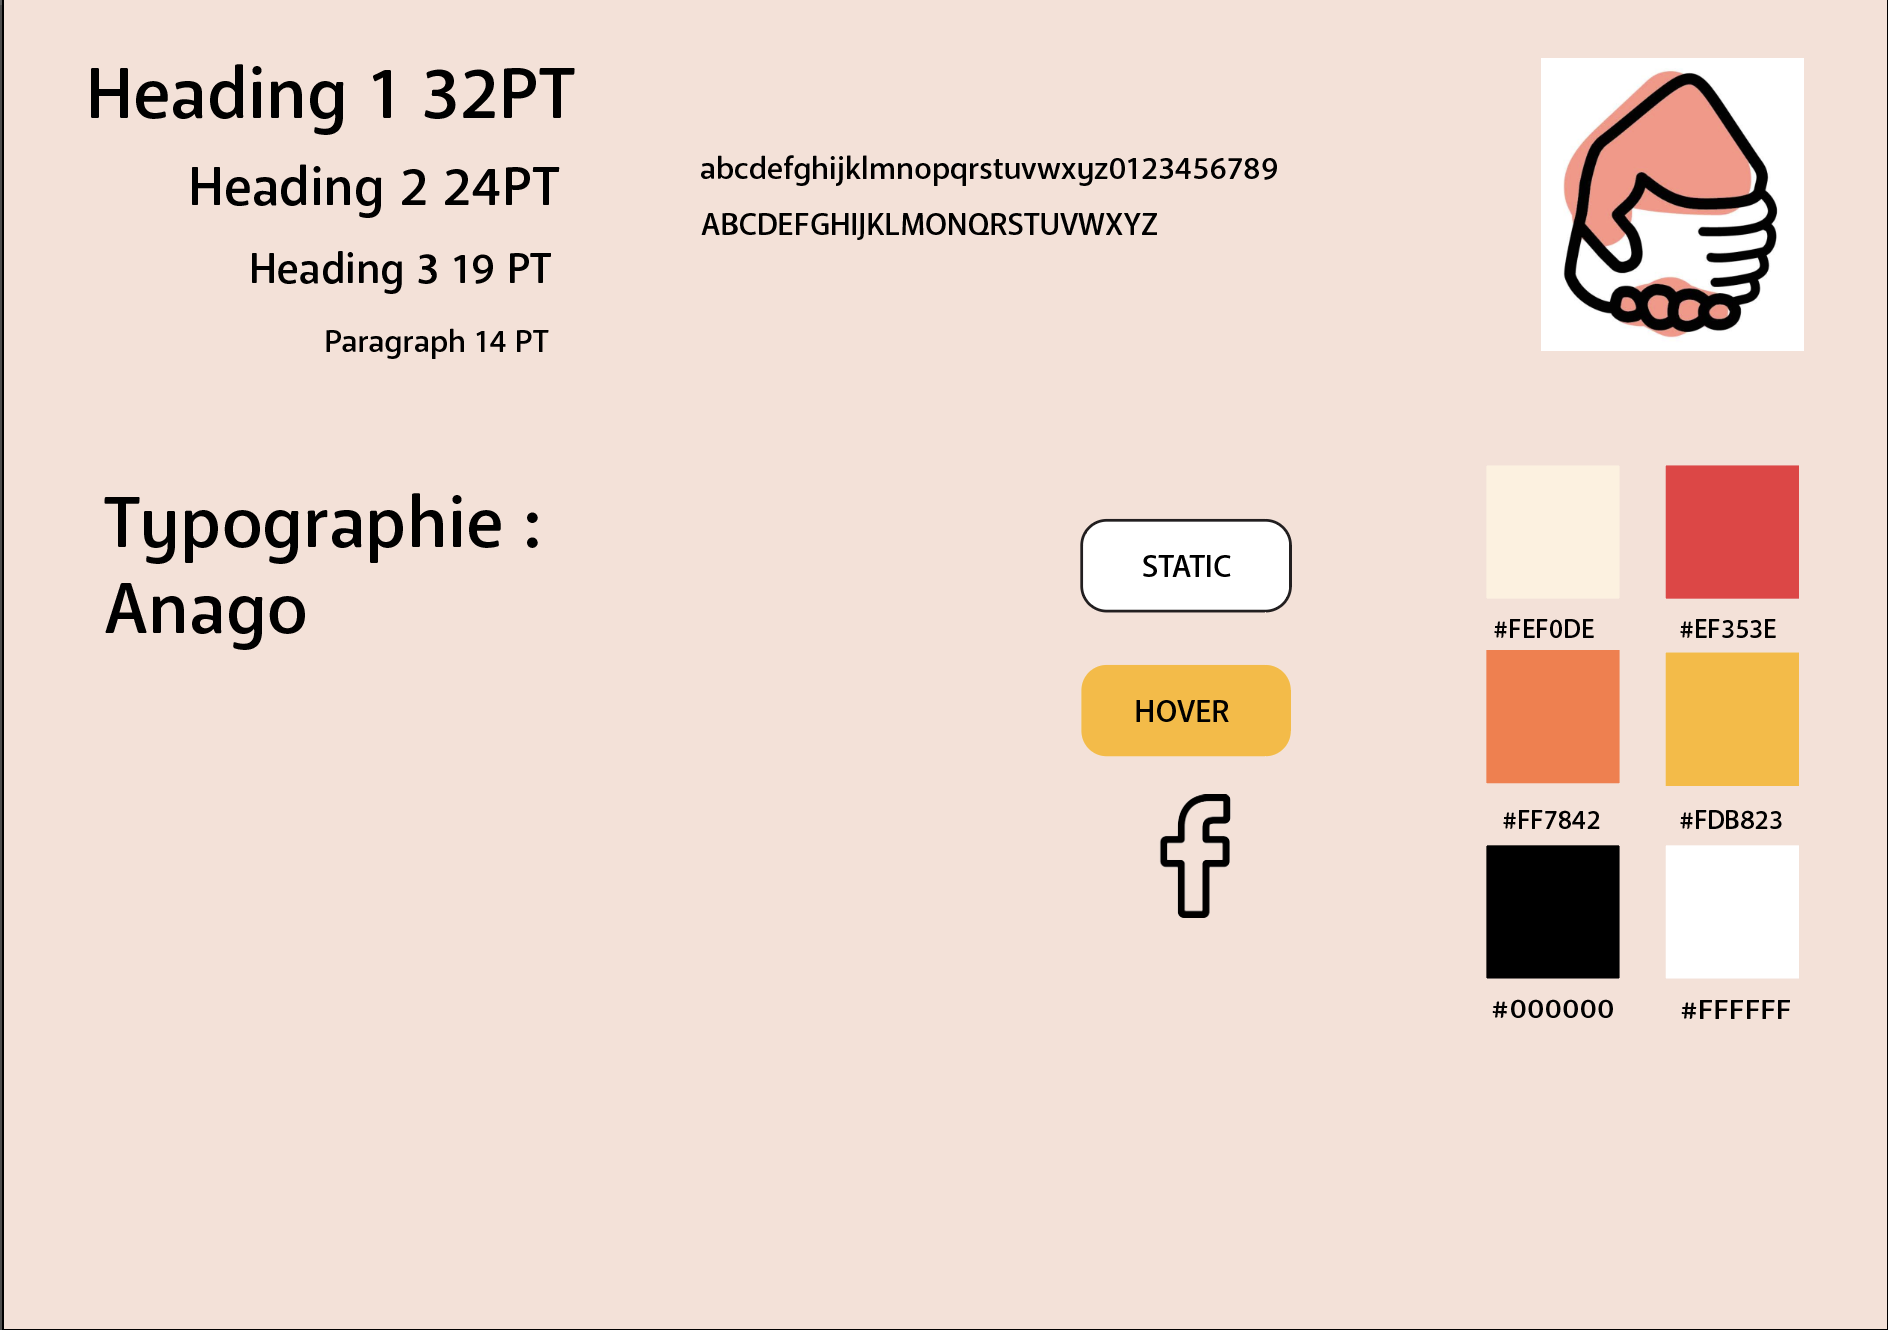 Heading 1 32PT
Heading 2 24PT
Heading 3 19 PT
Paragraph 14 PT
abcdefghijklmnopqrstuvwxyz0123456789
ABCDEFGHIJKLMONQRSTUVWXYZ
Typographie :
Anago
STATIC
HOVER
#FEF0DE
#EF353E
#FF7842
#FDB823
#000000
#FFFFFF